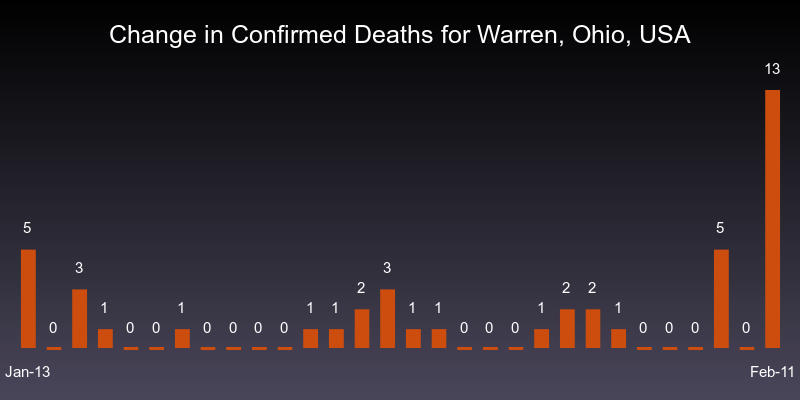 Change in Confirmed Deaths for Warren, Ohio, USA
5 0 3 1 0 0 1 0 0 0 0 1 1 2 3 1 1 0 0 0 1 2 2 1 0 0 0 5 0 13
Jan-13 Feb-11